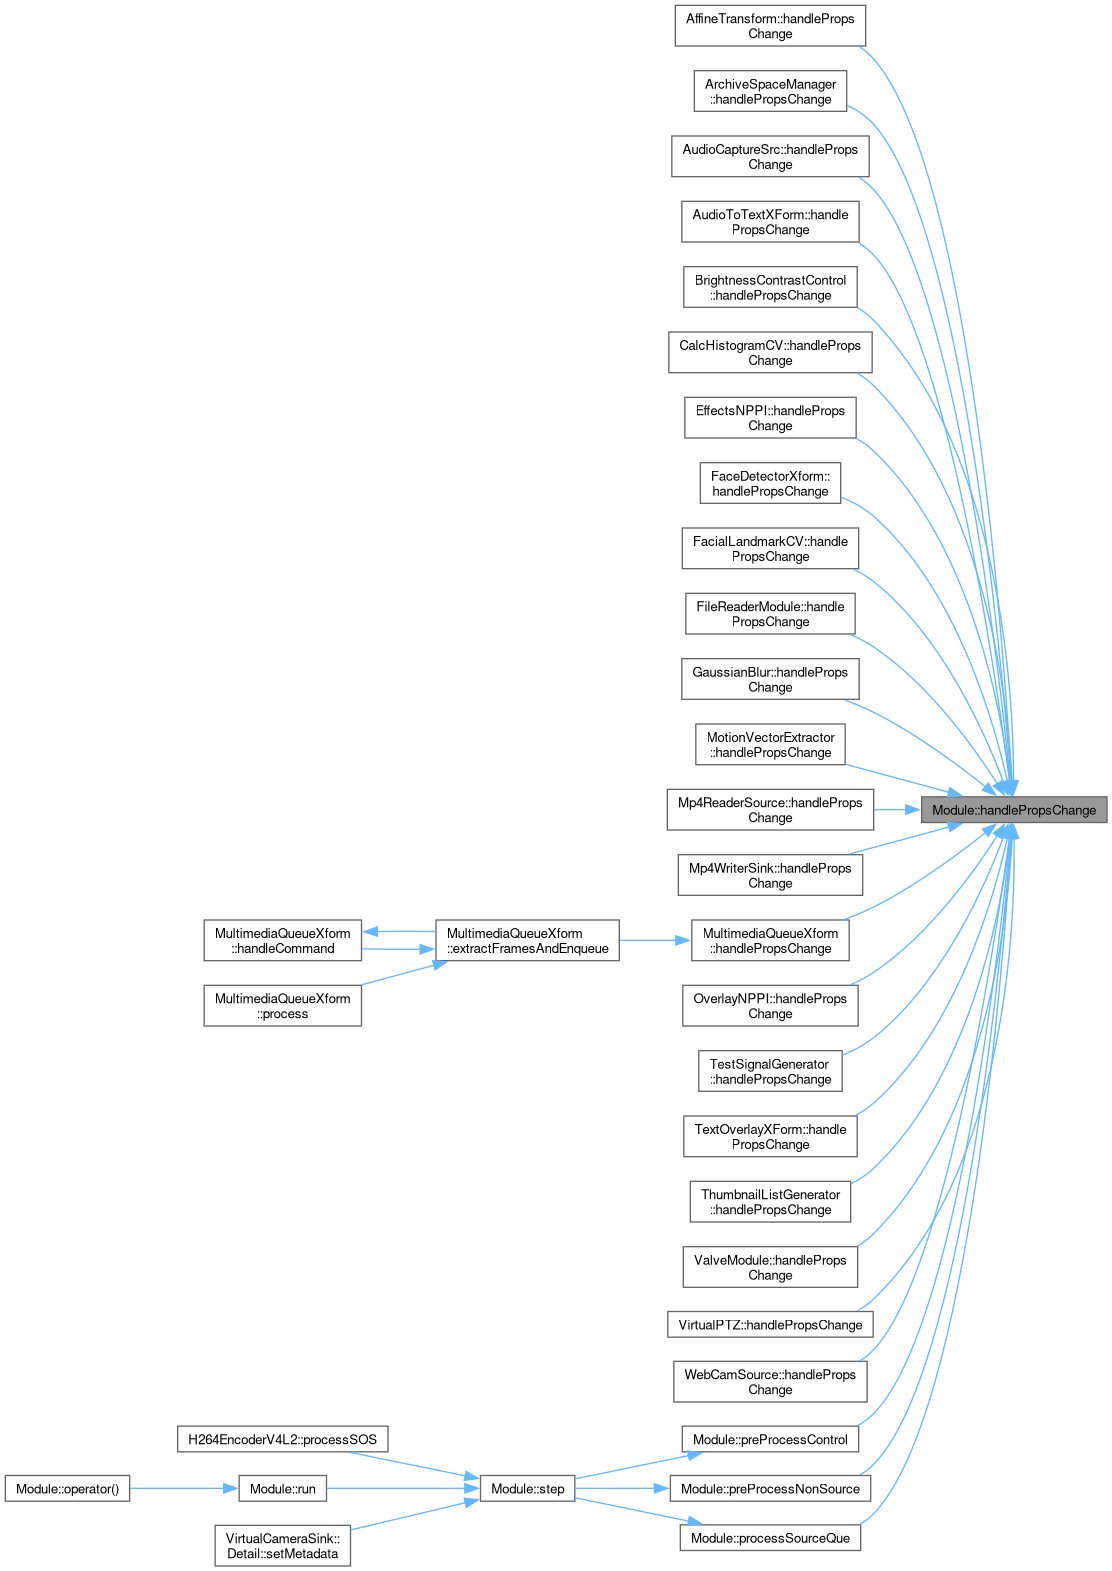 AffineTransform::handleProps
Change
ArchiveSpaceManager
::handlePropsChange
AudioCaptureSrc::handleProps
Change
AudioToTextXForm::handle
PropsChange
BrightnessContrastControl
::handlePropsChange
CalcHistogramCV::handleProps
Change
EffectsNPPI::handleProps
Change
FaceDetectorXform::
handlePropsChange
FacialLandmarkCV::handle
PropsChange
FileReaderModule::handle
PropsChange
GaussianBlur::handleProps
Change
MotionVectorExtractor
::handlePropsChange
Module::handlePropsChange
Mp4ReaderSource::handleProps
Change
Mp4WriterSink::handleProps
Change
MultimediaQueueXform
::handleCommand
MultimediaQueueXform
::extractFramesAndEnqueue
MultimediaQueueXform
::handlePropsChange
MultimediaQueueXform
::process
OverlayNPPI::handleProps
Change
TestSignalGenerator
::handlePropsChange
TextOverlayXForm::handle
PropsChange
ThumbnailListGenerator
::handlePropsChange
ValveModule::handleProps
Change
VirtualPTZ::handlePropsChange
WebCamSource::handleProps
Change
H264EncoderV4L2::processSOS
Module::preProcessControl
Module::operator()
Module::run
Module::step
Module::preProcessNonSource
VirtualCameraSink::
Detail::setMetadata
Module::processSourceQue